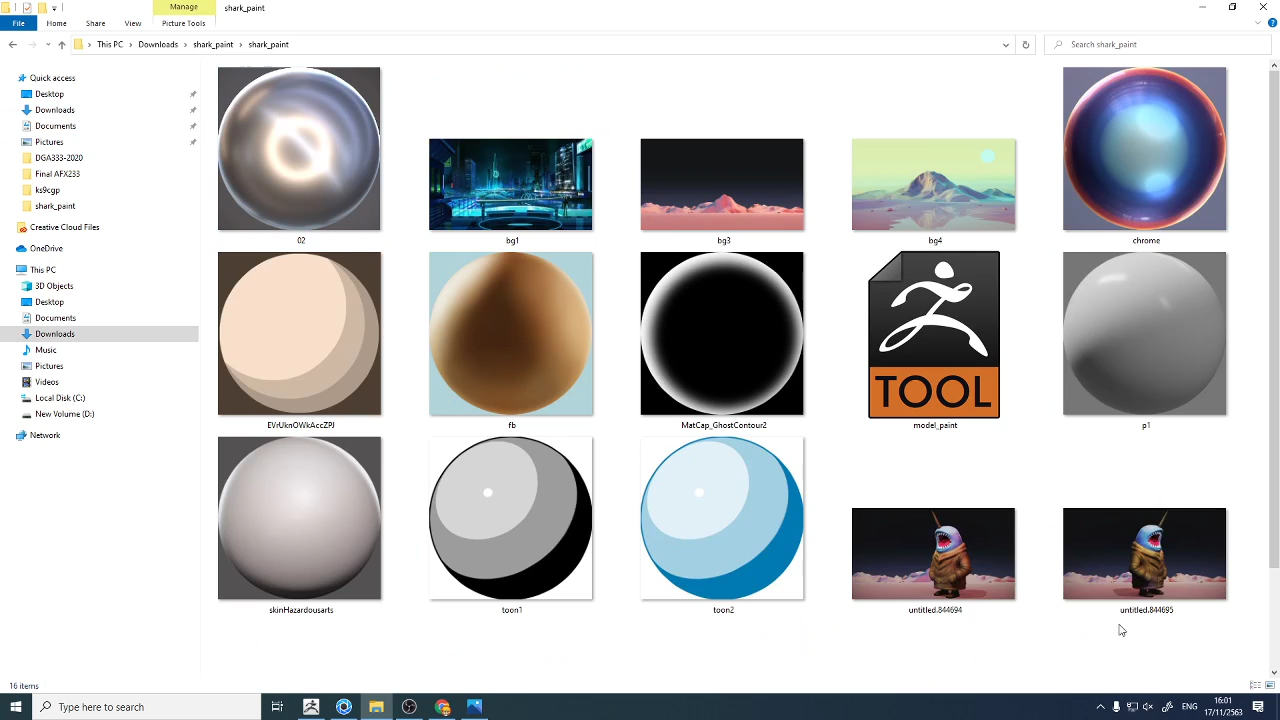 Manage
shark_paint
File
Home
Share
View
Picture Tools
This PC
Downloads
shark_paint
shark_paint
Search shark_paint
Quick access
Desktop
Downloads
Documents
Pictures
DGA333-2020
Final AFX233
ks9cgp
shark_paint
Creative Cloud Files
OneDrive
This PC
3D Objects
Desktop
Documents
Downloads
Music
Pictures
Videos
Local Disk (C:)
New Volume (D:)
Network
02
bg1
bg3
bg4
chrome
EVrUknOWkAccZPJ
fb
MatCap_GhostContour2
TOOL
model_paint
p1
skinHazardousarts
toon1
toon2
untitled.844694
untitled.844695
16 items
Type here to search
16:01
17/11/2563